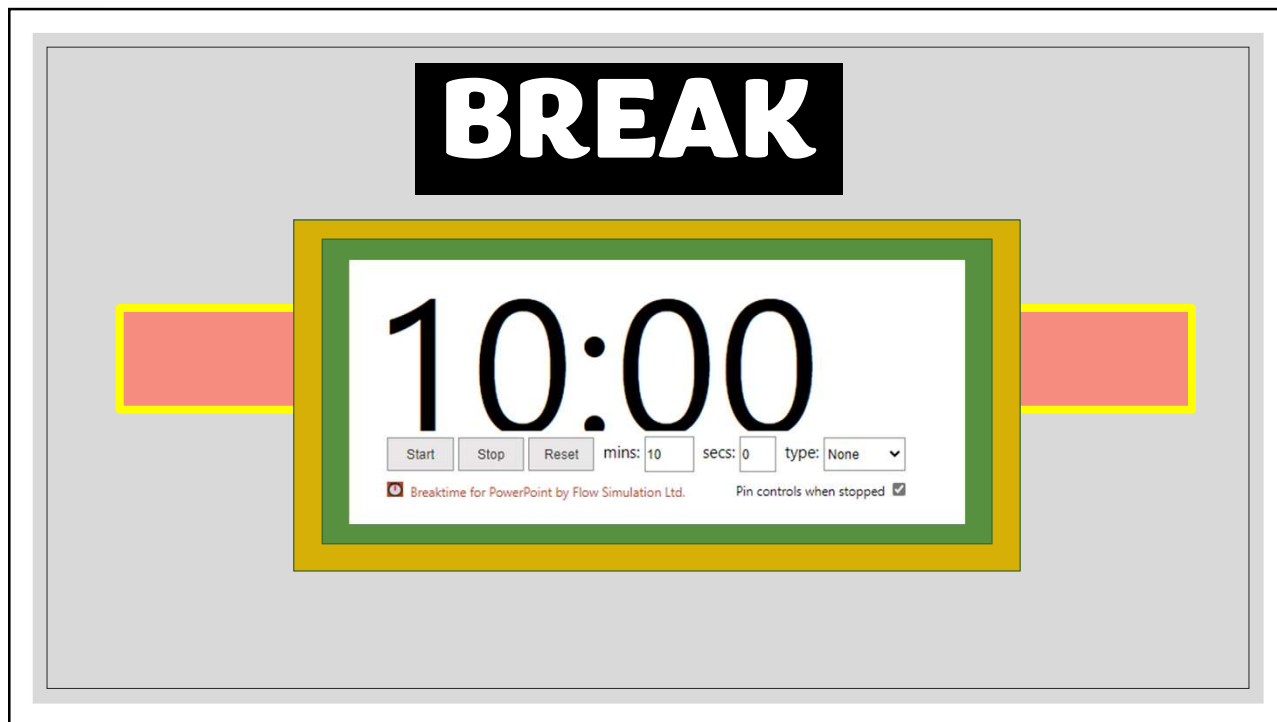 BREAK
10:00
Start Stop Reset mins: 10 secs: 0 type: None
Breaktime for PowerPoint by Flow Simulation Ltd. Pin controls when stopped